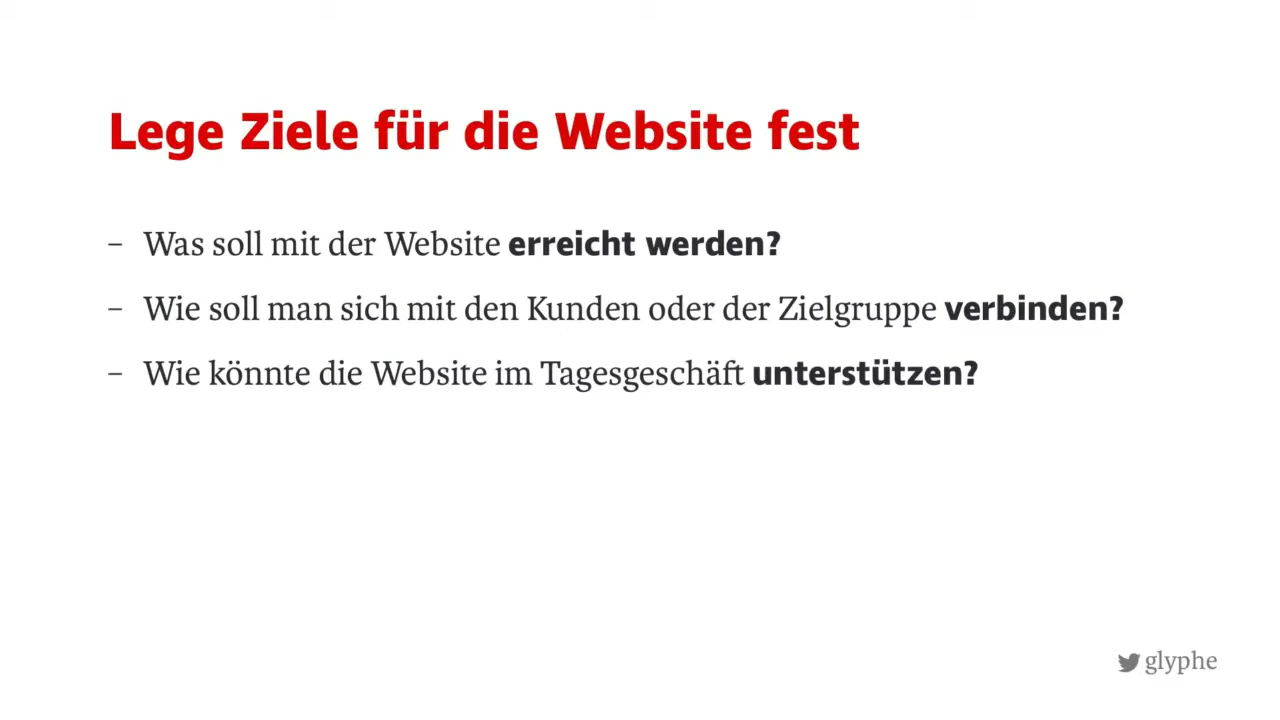 Lege Ziele für die Website fest
– Was soll mit der Website erreicht werden?
– Wie soll man sich mit den Kunden oder der Zielgruppe verbinden?
– Wie könnte die Website im Tagesgeschäft unterstützen?
glyphe